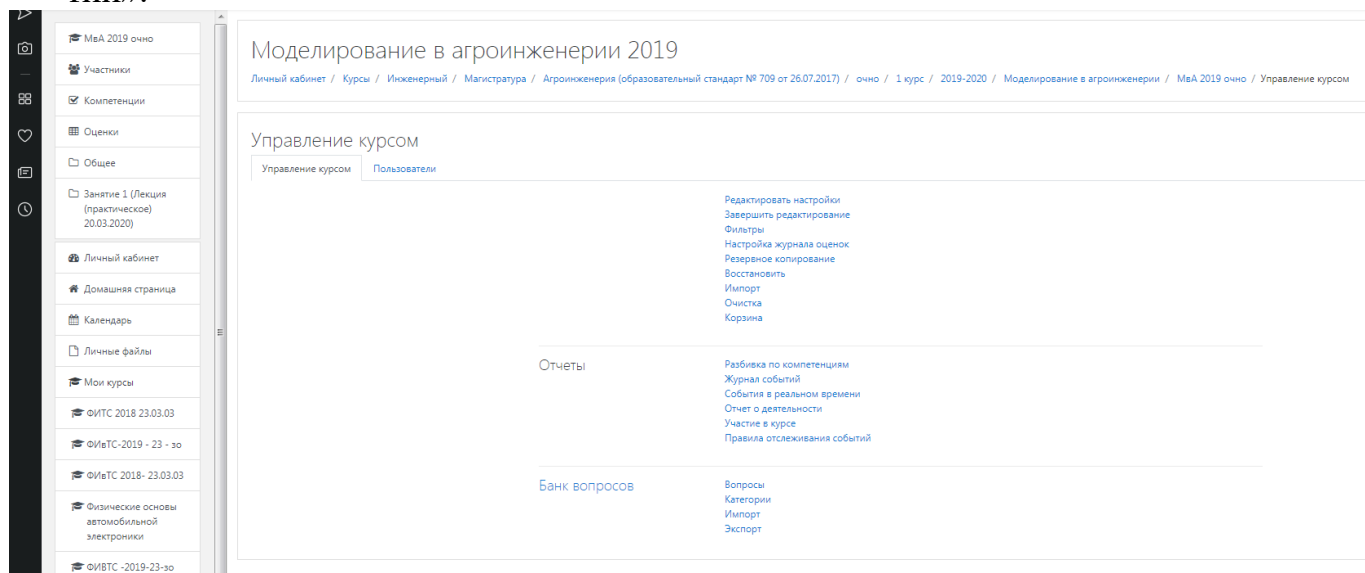 МвА 2019 очно
Участники
Компетенции
Оценки
Общее
Занятие 1 (Лекция
(практическое)
20.03.2020)
Личный кабинет
Домашняя страница
Календарь
Личные файлы
Мои курсы
ФИТС 2018 23.03.03
ФИвТС-2019 - 23 - зо
ФИвТС 2018- 23.03.03
Физические основы
автомобильной
электроники
ФИВТС -2019-23-зо
Моделирование в агроинженерии 2019
Личный кабинет / Курсы / Инженерный / Магистратура / Агроинженерия (образовательный стандарт № 709 от 26.07.2017) / очно / 1 курс / 2019-2020 / Моделирование в агроинженерии / МвА 2019 очно / Управление курсом
Управление курсом
Управление курсом Пользователи
Редактировать настройки
Завершить редактирование
Фильтры
Настройка журнала оценок
Резервное копирование
Восстановить
Импорт
Очистка
Корзина
Отчеты
Разбивка по компетенциям
Журнал событий
События в реальном времени
Отчет о деятельности
Участие в курсе
Правила отслеживания событий
Банк вопросов
Вопросы
Категории
Импорт
Экспорт